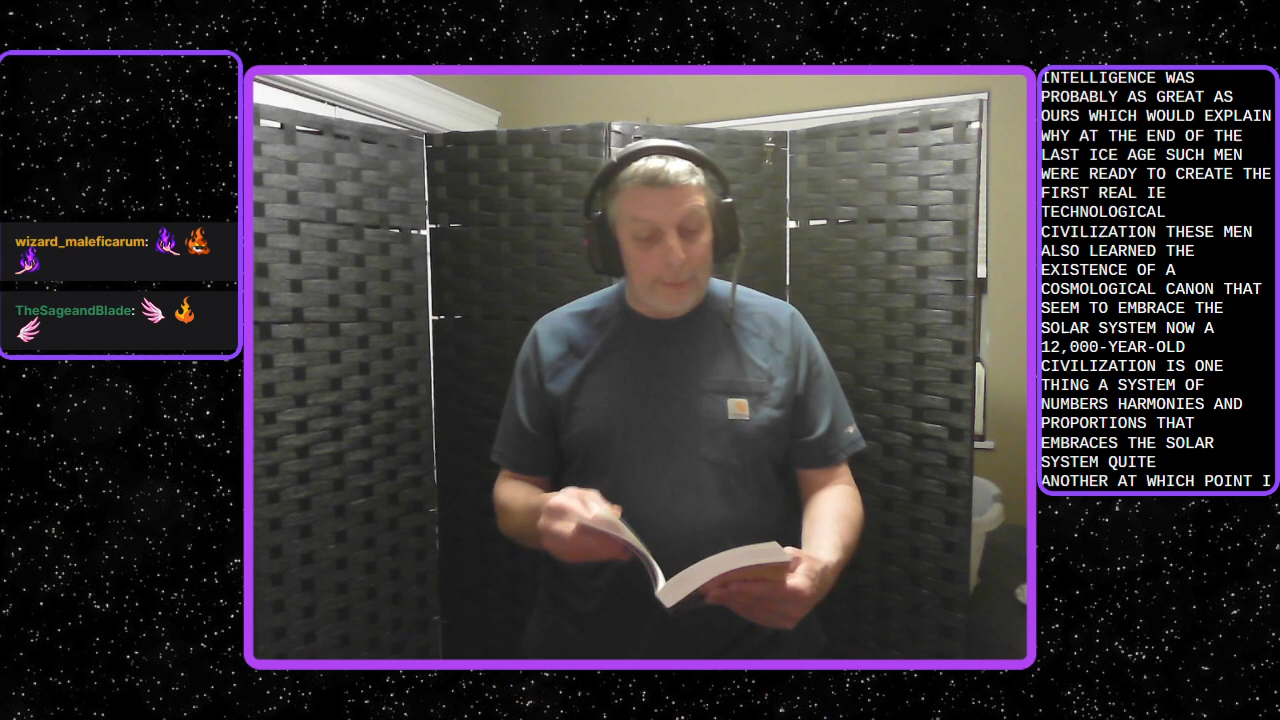 wizard_maleficarum:
TheSageandBlade:
INTELLIGENCE WAS
PROBABLY AS GREAT AS
OURS WHICH WOULD EXPLAIN
WHY AT THE END OF THE
LAST ICE AGE SUCH MEN
WERE READY TO CREATE THE
FIRST REAL IE
TECHNOLOGICAL
CIVILIZATION THESE MEN
ALSO LEARNED THE
EXISTENCE OF A
COSMOLOGICAL CANON THAT
SEEM TO EMBRACE THE
SOLAR SYSTEM NOW A
12,000-YEAR-OLD
CIVILIZATION IS ONE
THING A SYSTEM OF
NUMBERS HARMONIES AND
PROPORTIONS THAT
EMBRACES THE SOLAR
SYSTEM QUITE
ANOTHER AT WHICH POINT I